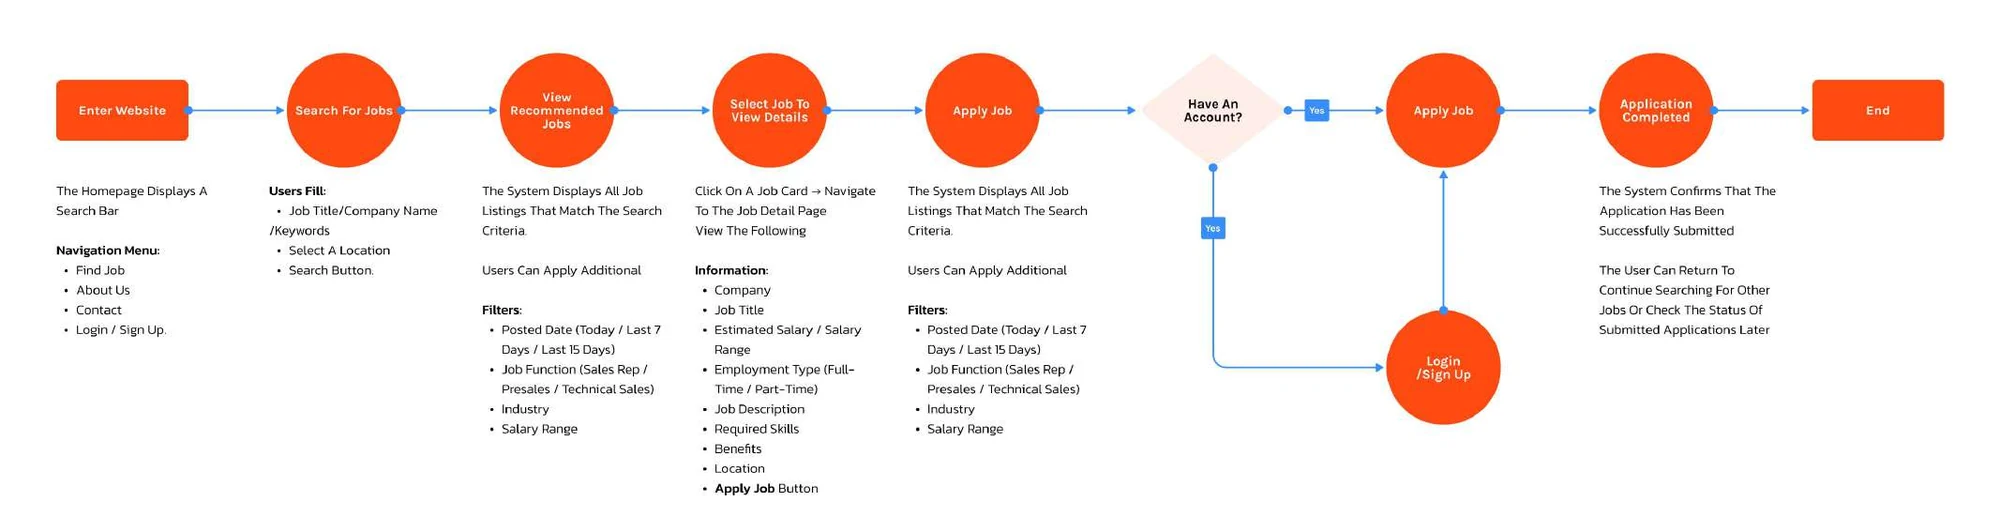 Enter Website
Search For Jobs
View
Recommended
Jobs
Select Job To
View Details
Apply Job
Have An
Account?
Yes
Apply Job
Application
Completed
End
The Homepage Displays A
Search Bar
Navigation Menu:
• Find Job
• About Us
• Contact
• Login / Sign Up.
Users Fill:
• Job Title/Company Name
/Keywords
• Select A Location
• Search Button.
The System Displays All Job
Listings That Match The Search
Criteria.
Users Can Apply Additional
Filters:
• Posted Date (Today / Last 7
Days / Last 15 Days)
• Job Function (Sales Rep /
Presales / Technical Sales)
• Industry
• Salary Range
Click On A Job Card → Navigate
To The Job Detail Page
View The Following
Information:
• Company
• Job Title
• Estimated Salary / Salary
Range
• Employment Type (Full-
Time / Part-Time)
• Job Description
• Required Skills
• Benefits
• Location
• Apply Job Button
The System Displays All Job
Listings That Match The Search
Criteria.
Users Can Apply Additional
Filters:
• Posted Date (Today / Last 7
Days / Last 15 Days)
• Job Function (Sales Rep /
Presales / Technical Sales)
• Industry
• Salary Range
Yes
Login
/Sign Up
The System Confirms That The
Application Has Been
Successfully Submitted
The User Can Return To
Continue Searching For Other
Jobs Or Check The Status Of
Submitted Applications Later